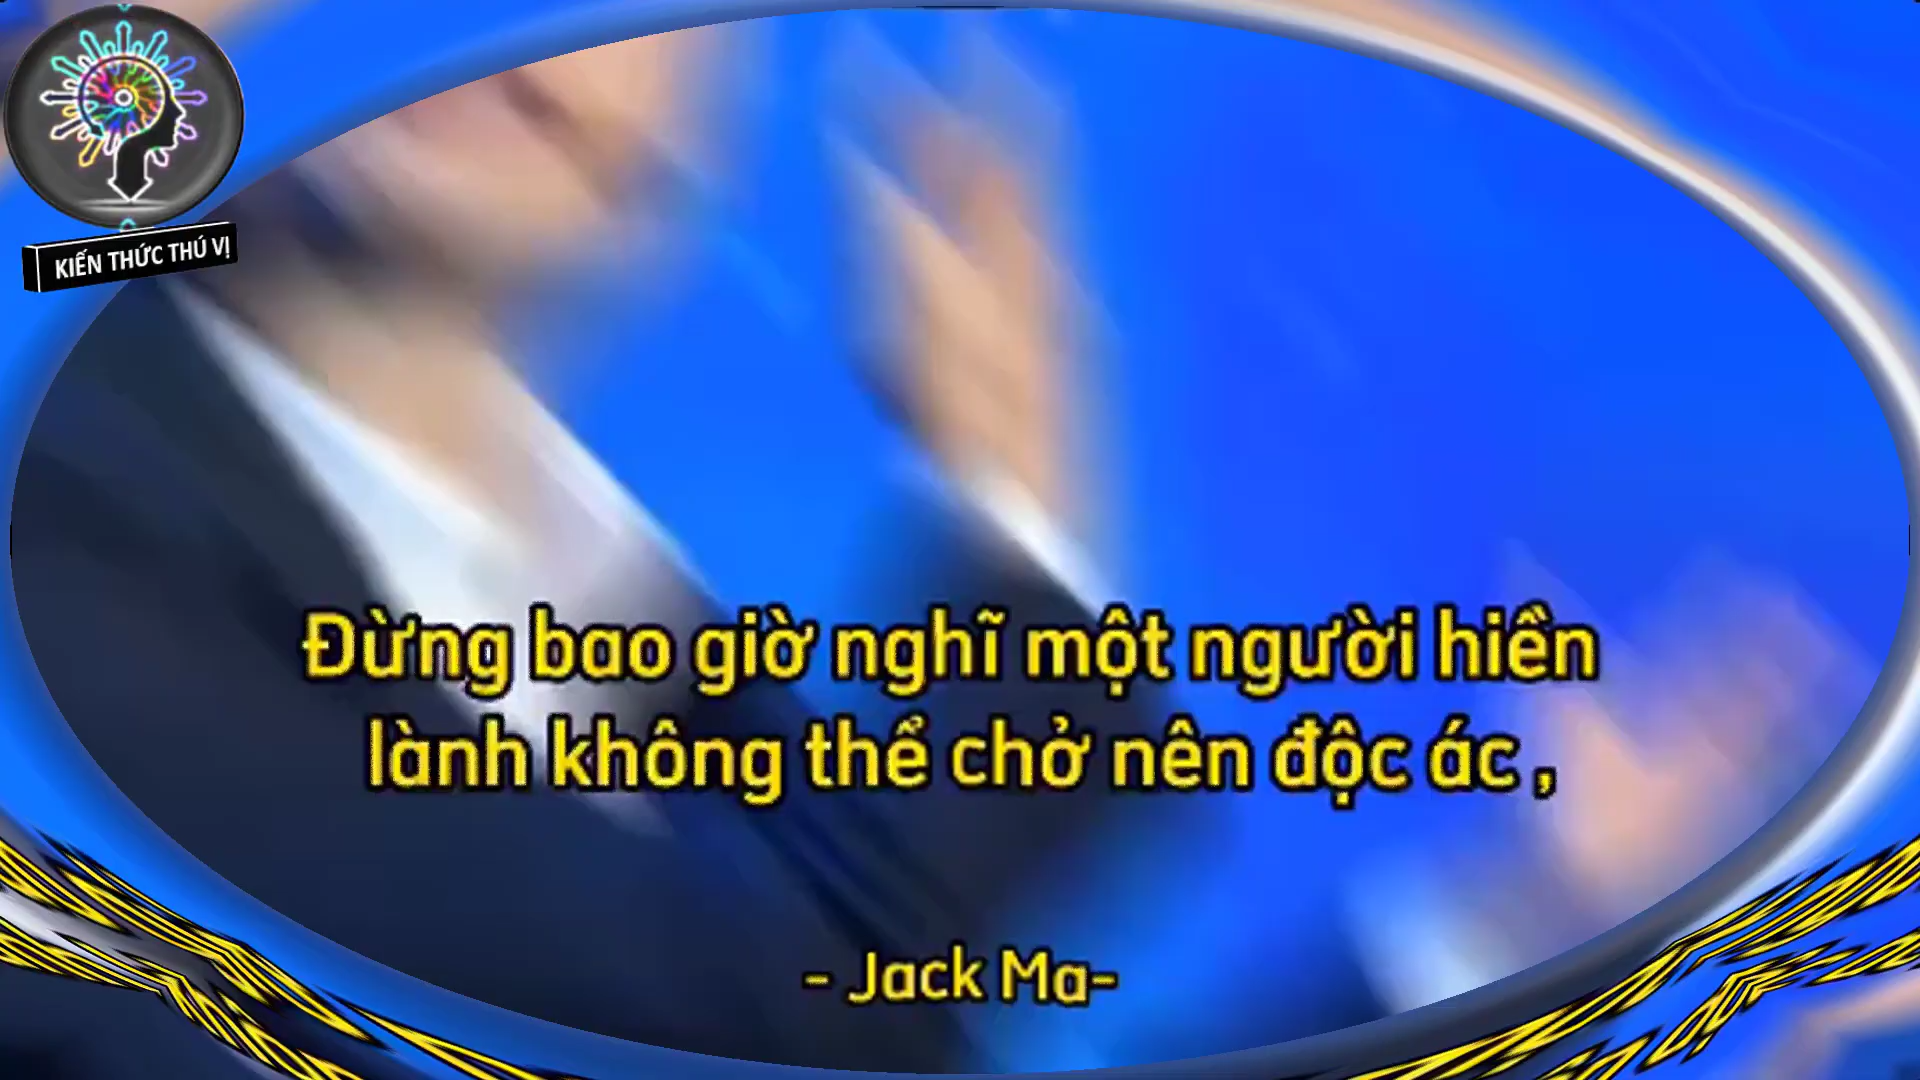 KIẾN THỨC THÚ VỊ
Đừng bao giờ nghĩ một người hiền
lành không thể chở nên độc ác ,
- Jack Ma-